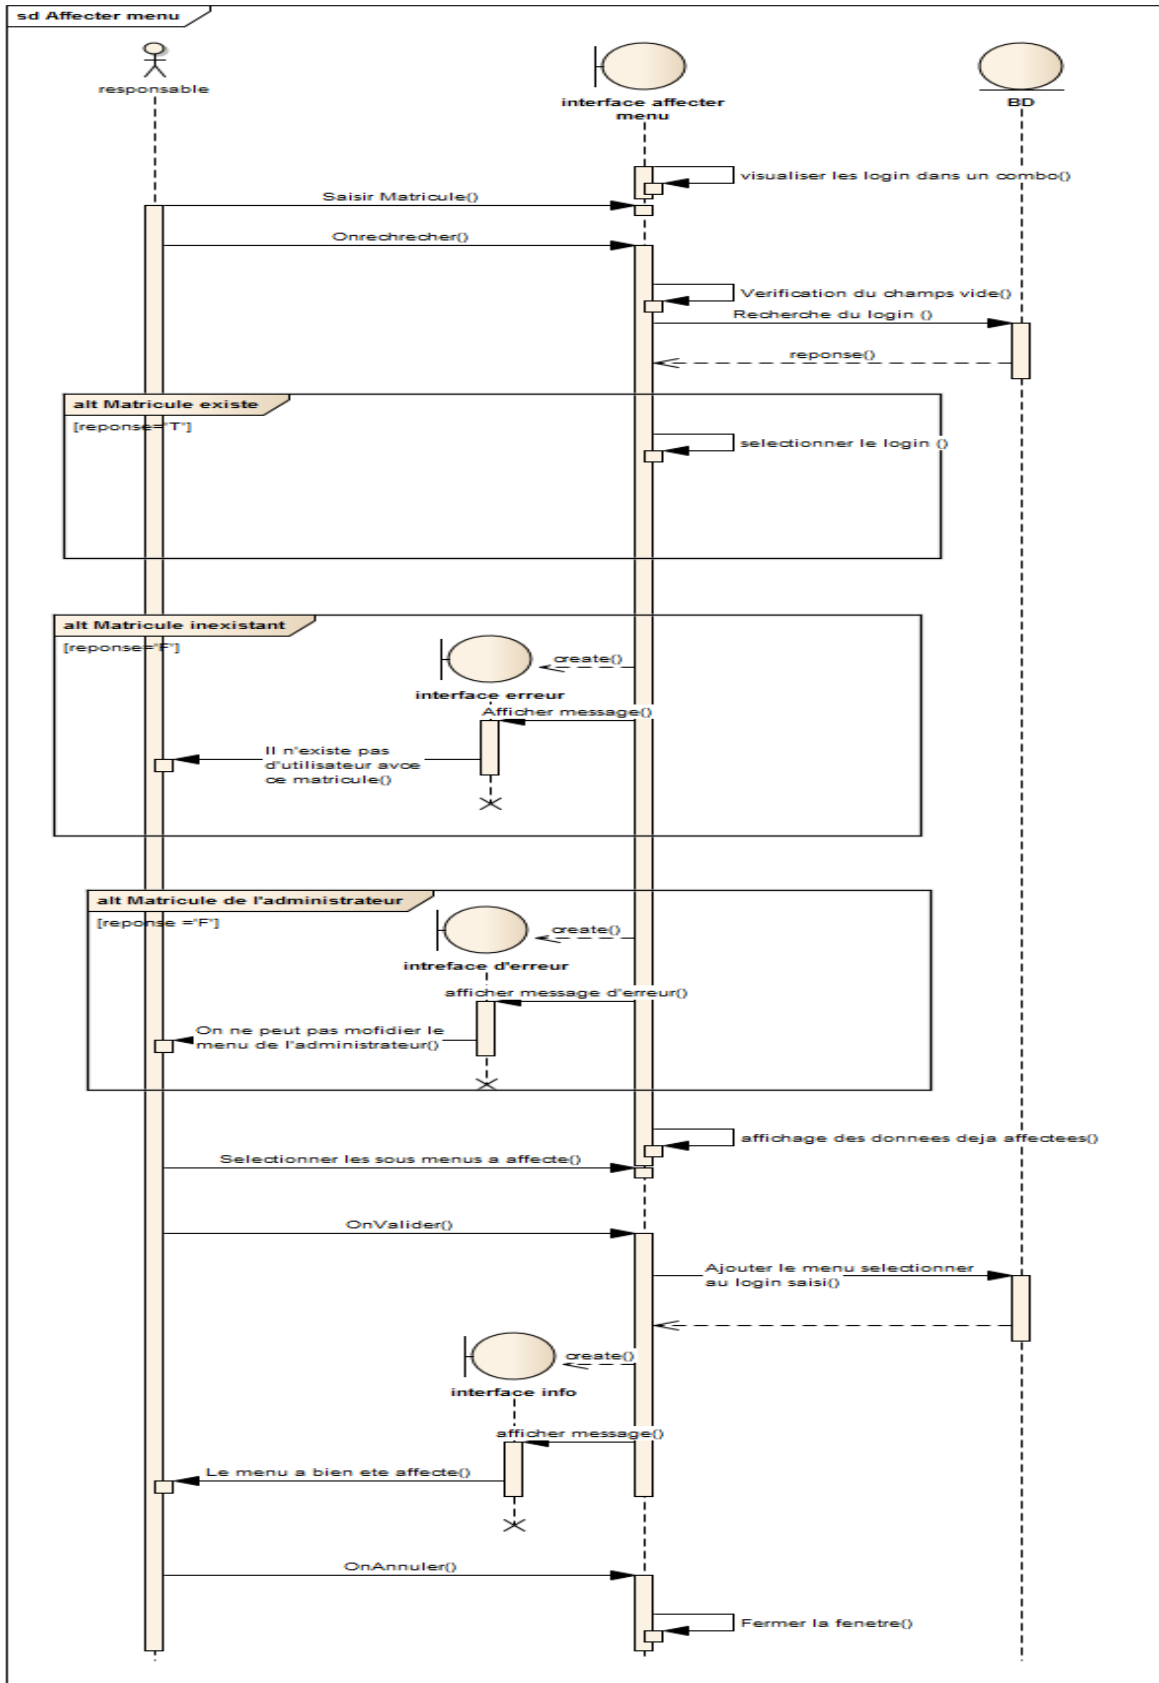 sd Affecter menu
responsable
interface affecter
menu
BD
visualiser les login dans un combo()
Saisir Matricule()
Onrechrecher()
Verification du champs vide()
Recherche du login ()
reponse()
alt Matricule existe
[reponse="T"]
selectionner le login ()
alt Matricule inexistant
[reponse="F"]
create()
interface erreur
Afficher message()
Il n'existe pas
d'utilisateur avce
ce matricule()
alt Matricule de l'administrateur
[reponse ="F"]
create()
intreface d'erreur
afficher message d'erreur()
On ne peut pas mofidier le
menu de l'administrateur()
affichage des donnees deja affectees()
Selectionner les sous menus a affecte()
OnValider()
Ajouter le menu selectionner
au login saisi()
create()
interface info
afficher message()
Le menu a bien ete affecte()
OnAnnuler()
Fermer la fenetre()